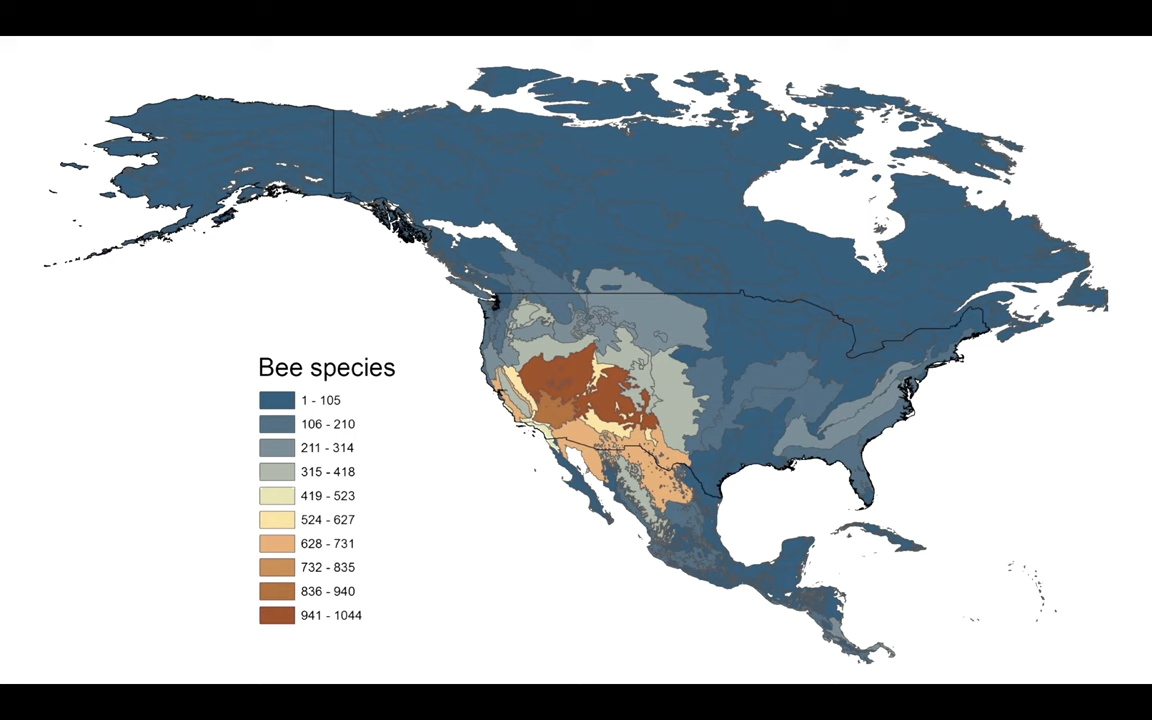 Bee species
1 - 105
106 - 210
211 - 314
315 - 418
419 - 523
524 - 627
628 - 731
732 - 835
836 - 940
941 - 1044